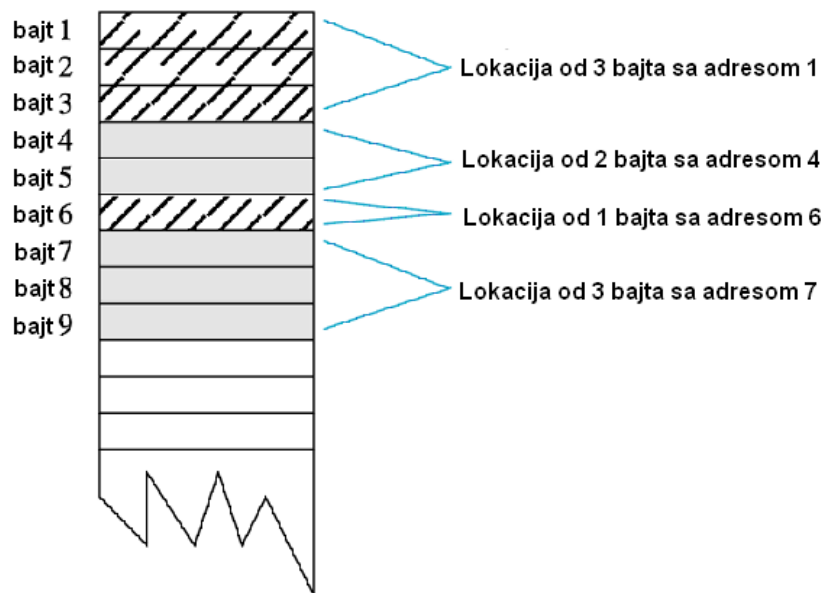 bajt 1
bajt 2
bajt 3
bajt 4
bajt 5
bajt 6
bajt 7
bajt 8
bajt 9
Lokacija od 3 bajta sa adresom 1
Lokacija od 2 bajta sa adresom 4
Lokacija od 1 bajta sa adresom 6
Lokacija od 3 bajta sa adresom 7